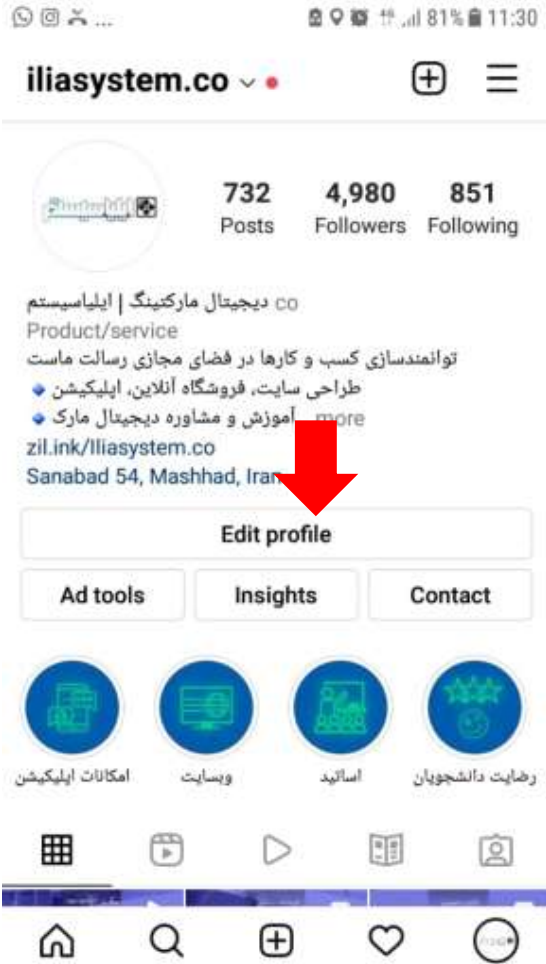 ... 81% 11:30
iliasystem.co
732 4,980 851
Posts Followers Following
co دیجیتال مارکتینگ | ایلیاسیستم
Product/service
توانمندسازی کسب و کارها در فضای مجازی رسالت ماست
طراحی سایت، فروشگاه آنلاین، اپلیکیشن 🔹
آموزش و مشاوره دیجیتال مارک 🔹 more
zil.ink/Iliasystem.co
Sanabad 54, Mashhad, Iran
Edit profile
Ad tools Insights Contact
امکانات اپلیکیشن وبسایت اساتید رضایت دانشجویان